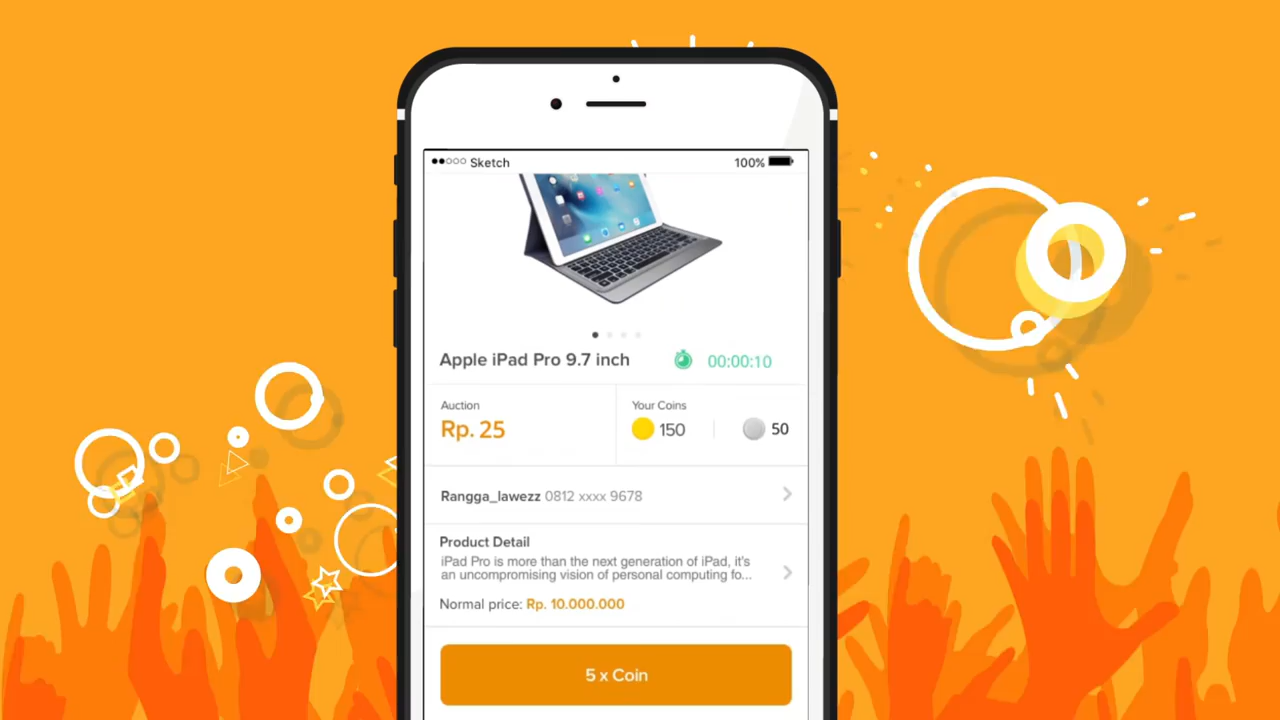 Sketch 100%
Apple iPad Pro 9.7 inch 00:00:10
Auction Your Coins
Rp. 25 150 50
Rangga_lawezz 0812 xxxx 9678
Product Detail
iPad Pro is more than the next generation of iPad, it's
an uncompromising vision of personal computing fo...
Normal price: Rp. 10.000.000
5 x Coin